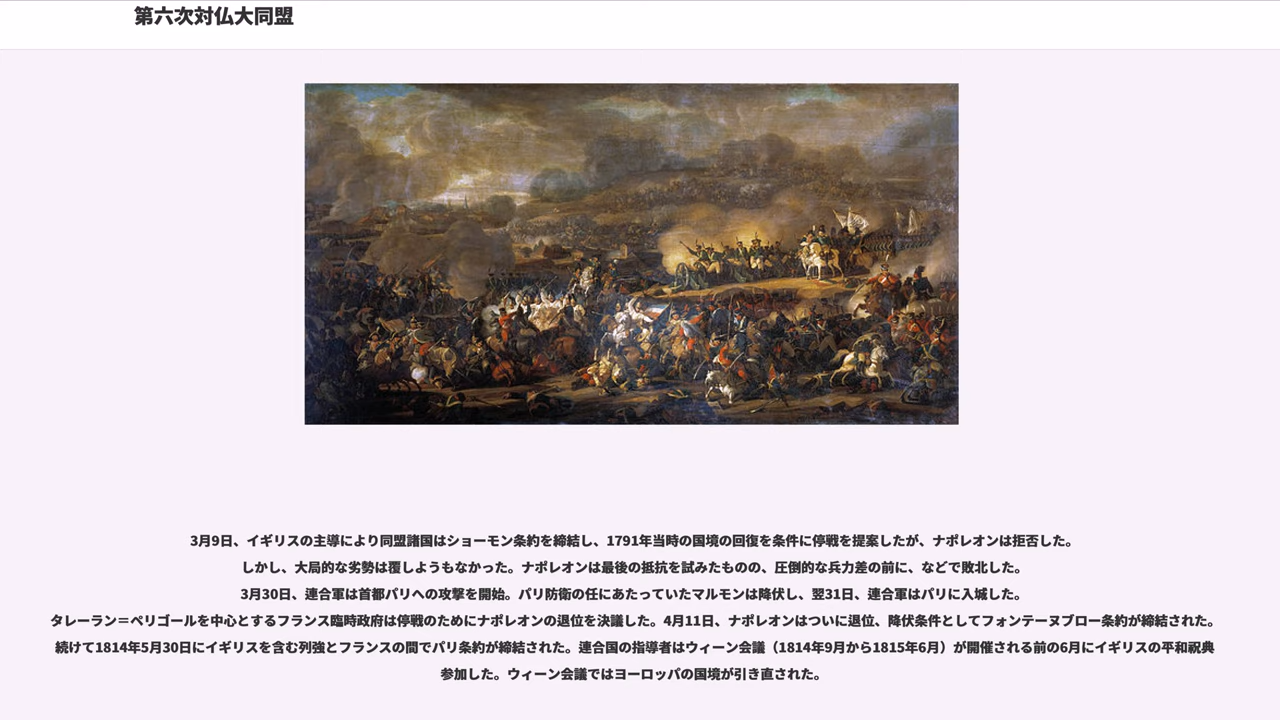 第六次対仏大同盟
3月9日、イギリスの主導により同盟諸国はショーモン条約を締結し、1791年当時の国境の回復を条件に停戦を提案したが、ナポレオンは拒否した。
しかし、大局的な劣勢は覆しようもなかった。ナポレオンは最後の抵抗を試みたものの、圧倒的な兵力差の前に、などで敗北した。
3月30日、連合軍は首都パリへの攻撃を開始。パリ防衛の任にあたっていたマルモンは降伏し、翌31日、連合軍はパリに入城した。
タレーラン＝ペリゴールを中心とするフランス臨時政府は停戦のためにナポレオンの退位を決議した。4月11日、ナポレオンはついに退位、降伏条件としてフォンテーヌブロー条約が締結された。
続けて1814年5月30日にイギリスを含む列強とフランスの間でパリ条約が締結された。連合国の指導者はウィーン会議（1814年9月から1815年6月）が開催される前の6月にイギリスの平和祝典
参加した。ウィーン会議ではヨーロッパの国境が引き直された。